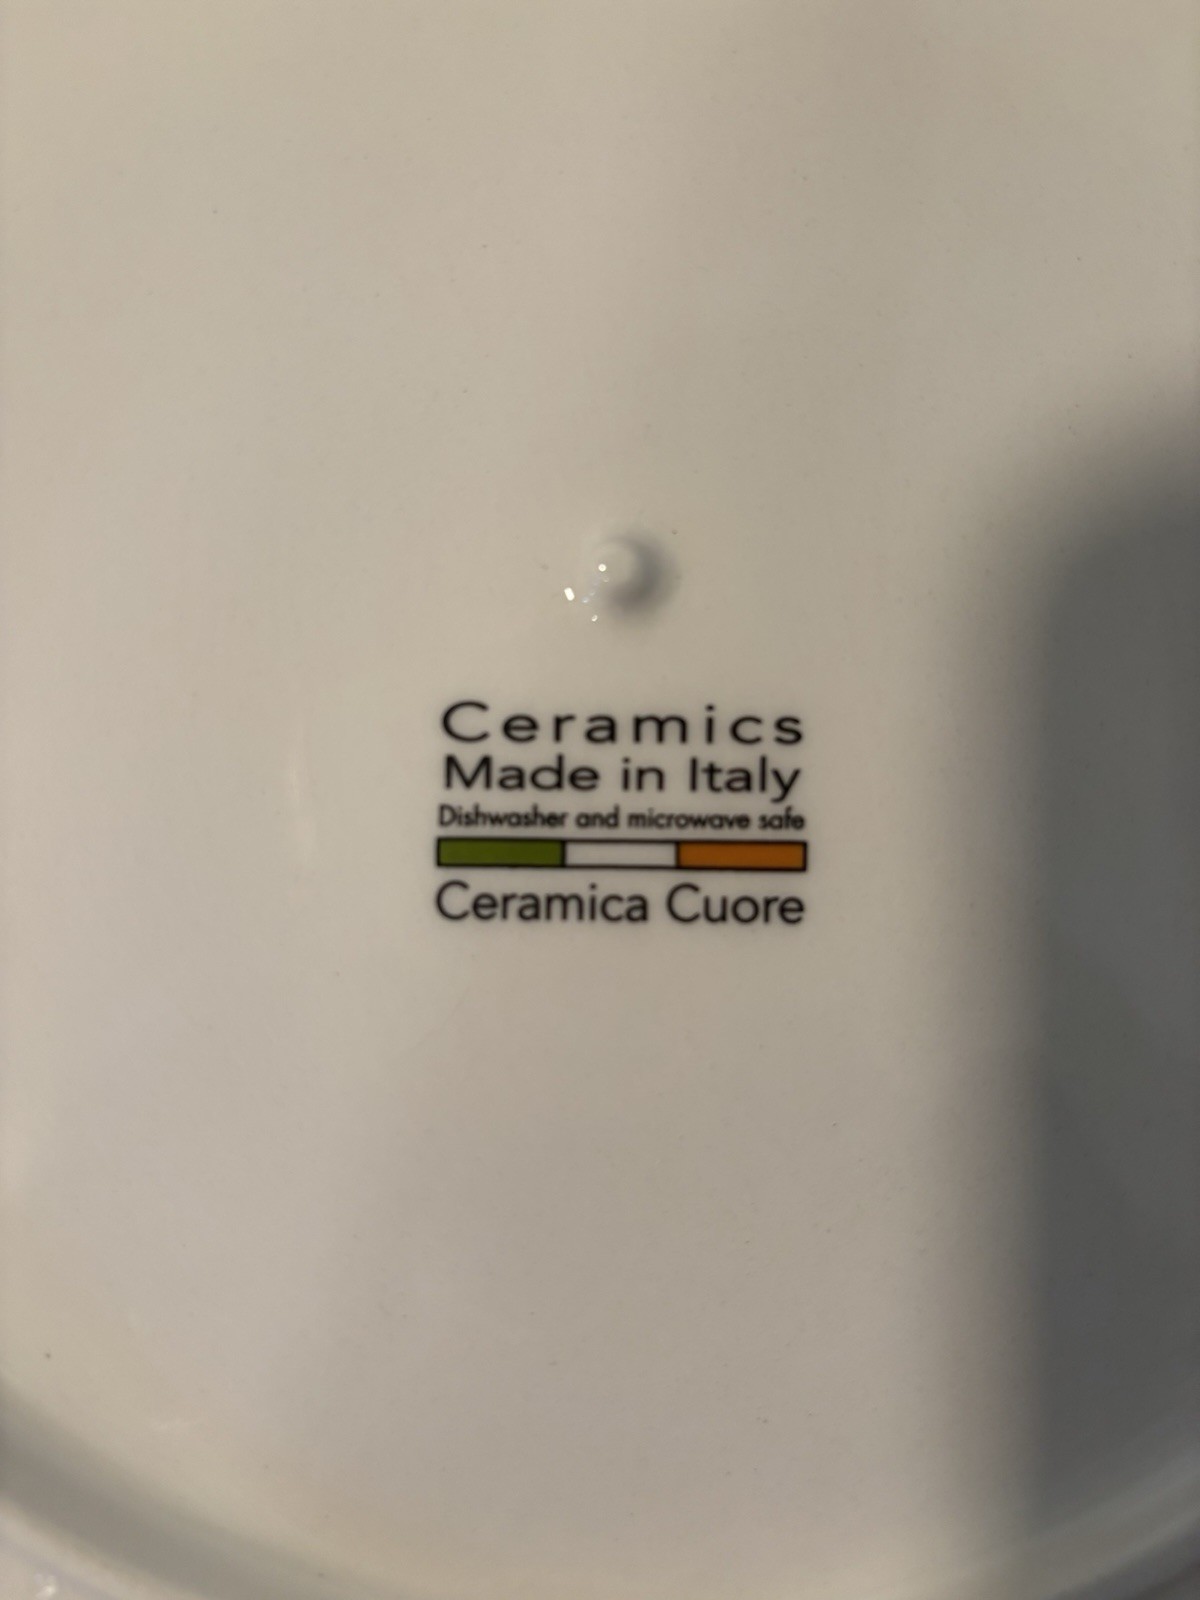 Ceramics
Made in Italy
Dishwasher and microwave safe
Ceramica Cuore